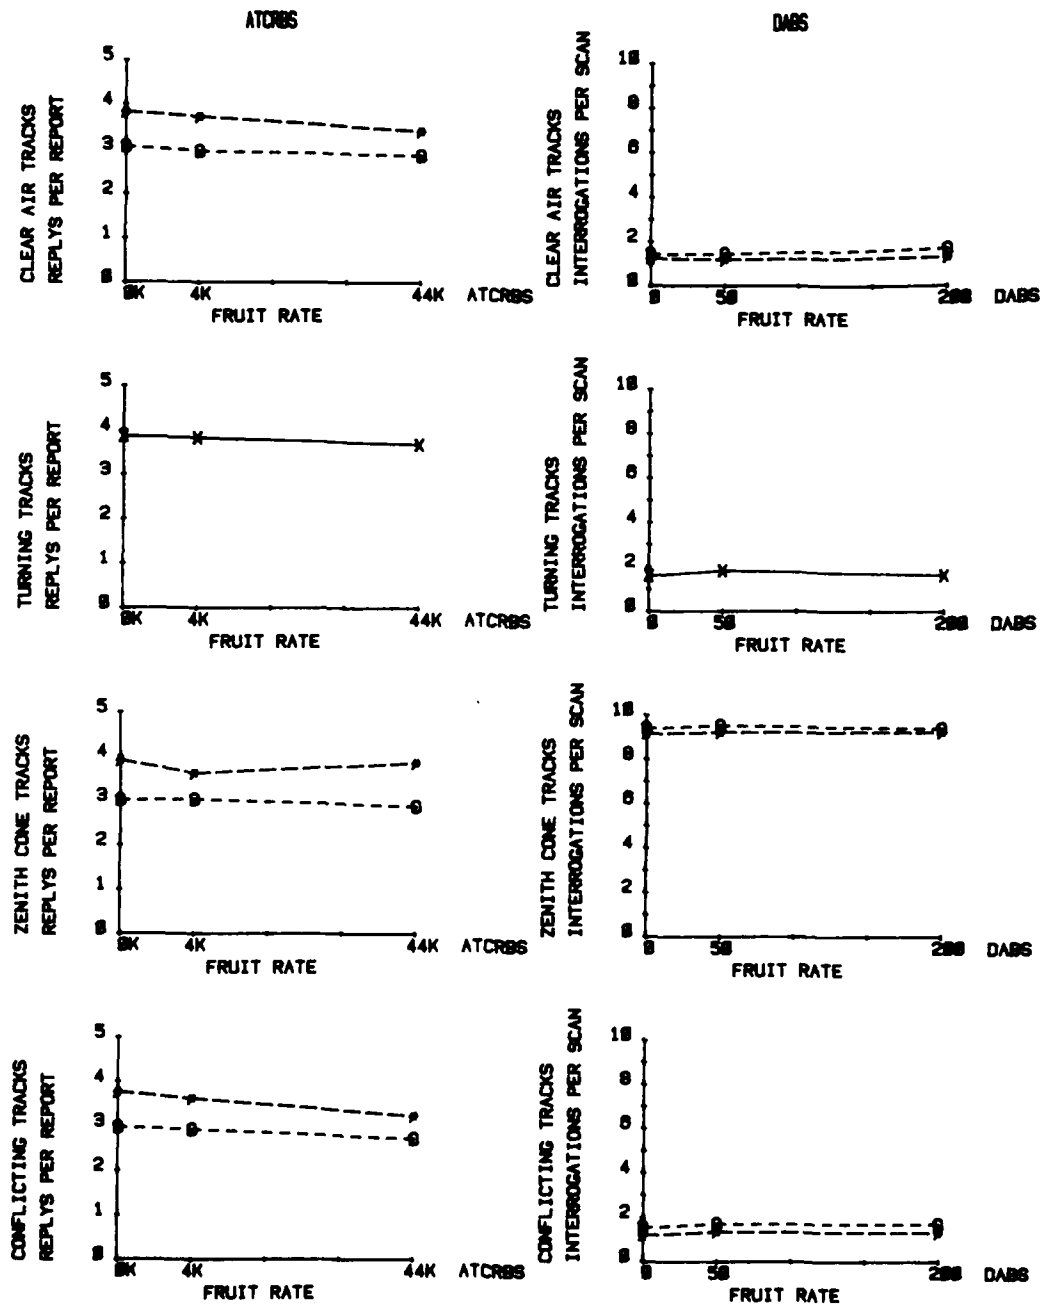 ATCRBS
DABS
CLEAR AIR TRACKS
REPLYS PER REPORT
5
4
3
2
1
0
0K 4K 44K ATCRBS
FRUIT RATE
CLEAR AIR TRACKS
INTERROGATIONS PER SCAN
10
8
6
4
2
0
0 50 200 DABS
FRUIT RATE
TURNING TRACKS
REPLYS PER REPORT
5
4
3
2
1
0
0K 4K 44K ATCRBS
FRUIT RATE
TURNING TRACKS
INTERROGATIONS PER SCAN
10
8
6
4
2
0
0 50 200 DABS
FRUIT RATE
ZENITH CONE TRACKS
REPLYS PER REPORT
5
4
3
2
1
0
0K 4K 44K ATCRBS
FRUIT RATE
ZENITH CONE TRACKS
INTERROGATIONS PER SCAN
10
8
6
4
2
0
0 50 200 DABS
FRUIT RATE
CONFLICTING TRACKS
REPLYS PER REPORT
5
4
3
2
1
0
0K 4K 44K ATCRBS
FRUIT RATE
CONFLICTING TRACKS
INTERROGATIONS PER SCAN
10
8
6
4
2
0
0 50 200 DABS
FRUIT RATE